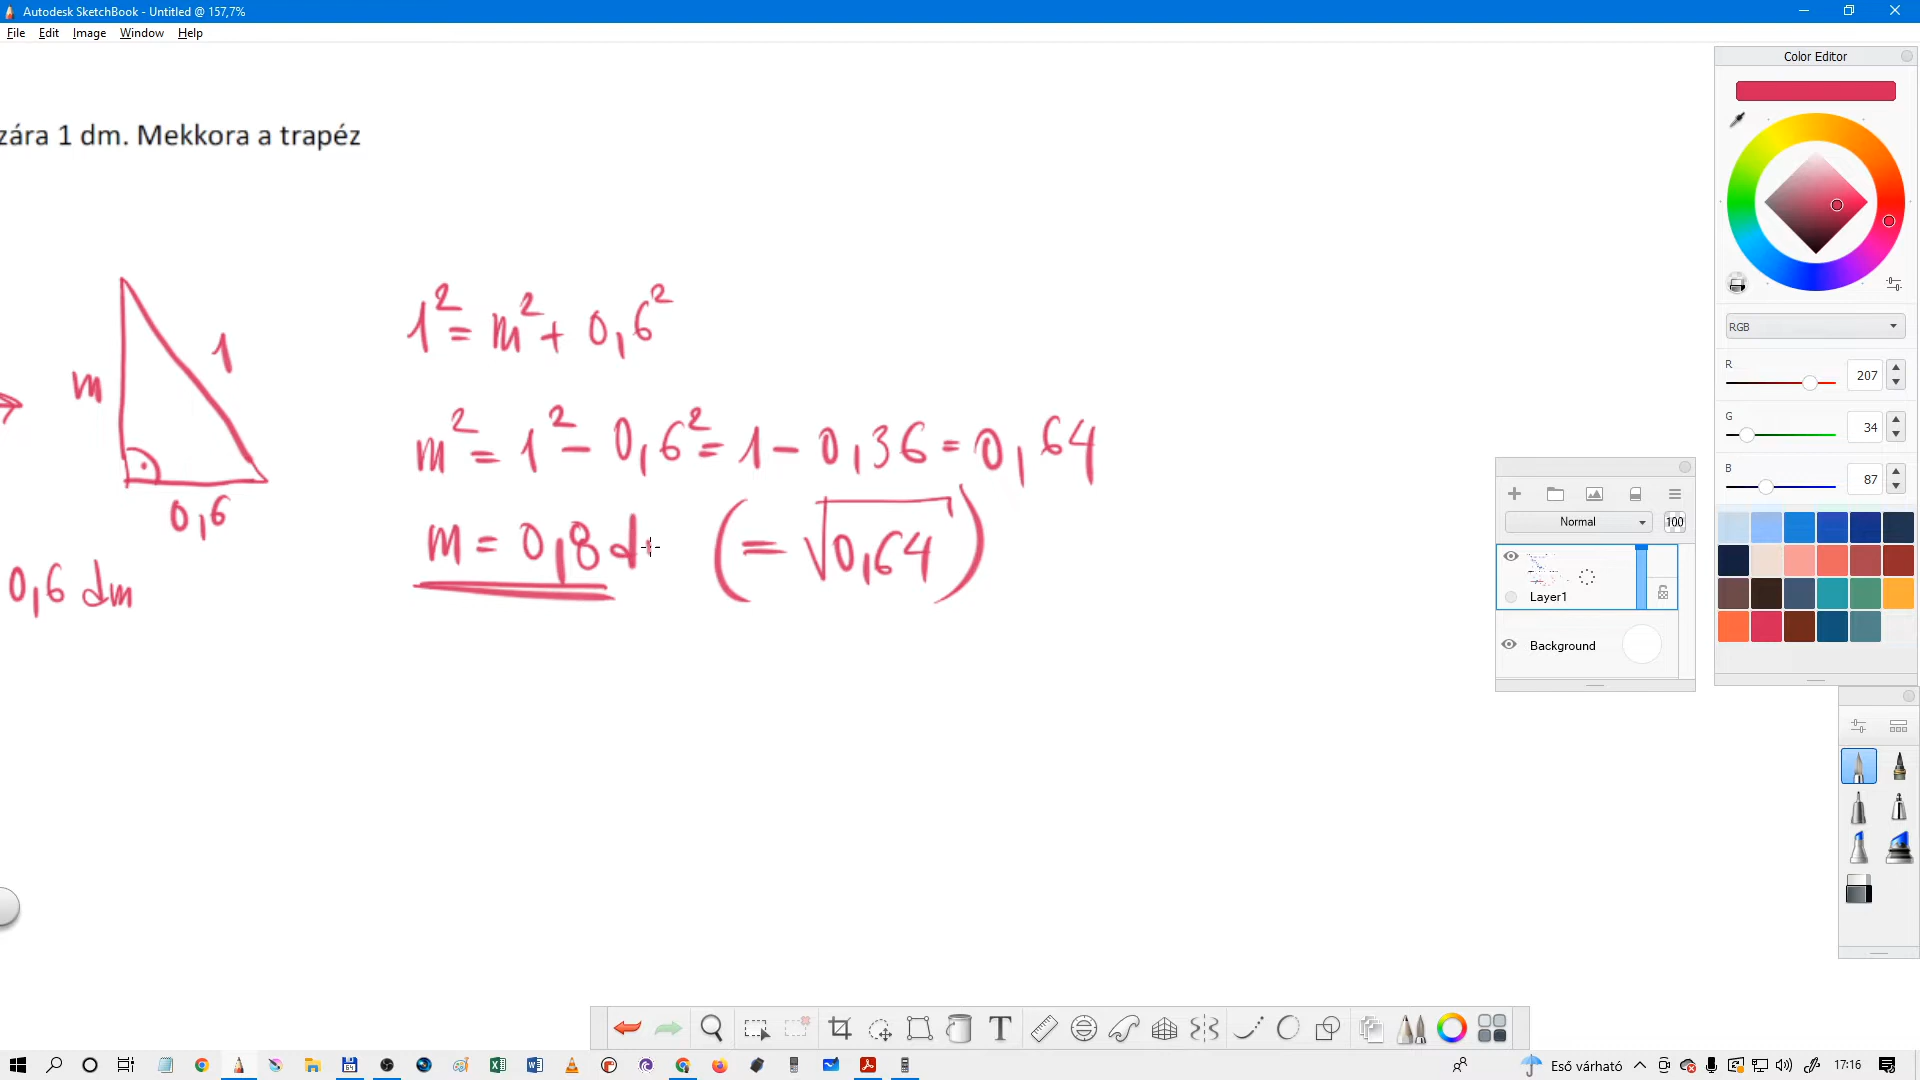 Autodesk SketchBook - Untitled @ 157,7%
File Edit Image Window Help
Color Editor
zára 1 dm. Mekkora a trapéz
RGB
R 207
G 34
B 87
1² = m² + 0,6²
m
1
0,6
m² = 1² - 0,6² = 1 - 0,36 = 0,64
m = 0,8 d (= √0,64)
0,6 dm
Normal 100
Layer1
Background
T
64
Eső várható
17:16